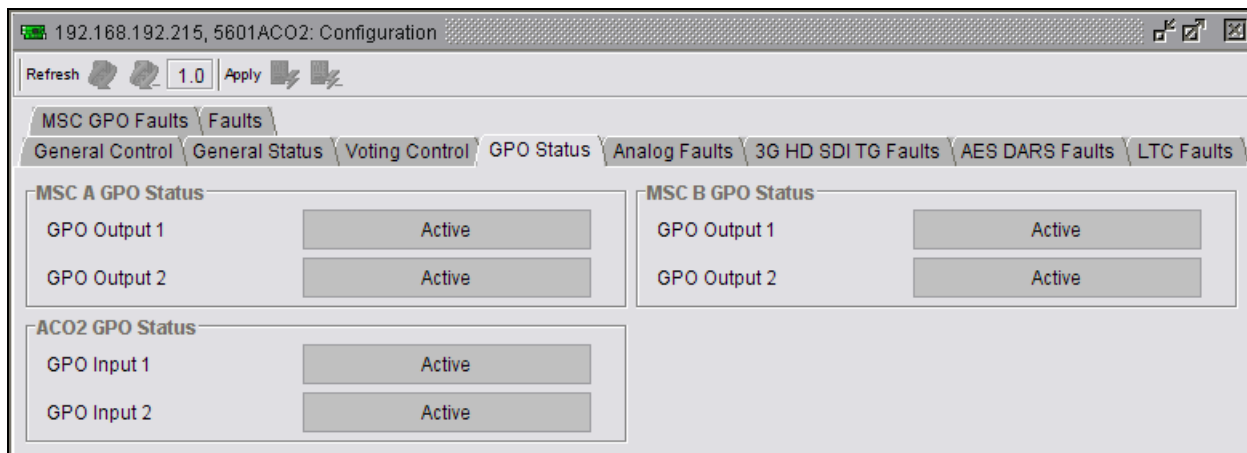 192.168.192.215, 5601ACO2: Configuration
Refresh 1.0 Apply
MSC GPO Faults Faults
General Control General Status Voting Control GPO Status Analog Faults 3G HD SDI TG Faults AES DARS Faults LTC Faults
MSC A GPO Status
GPO Output 1 Active
GPO Output 2 Active
MSC B GPO Status
GPO Output 1 Active
GPO Output 2 Active
ACO2 GPO Status
GPO Input 1 Active
GPO Input 2 Active